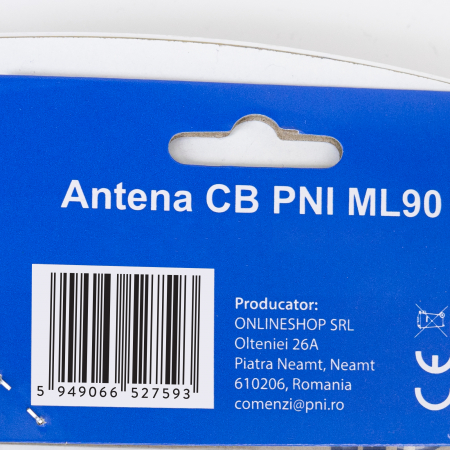 Antena CB PNI ML90
5 949066 527593
Producator:
ONLINESHOP SRL
Olteniei 26A
Piatra Neamt, Neamt
610206, Romania
comenzi@pni.ro
CE